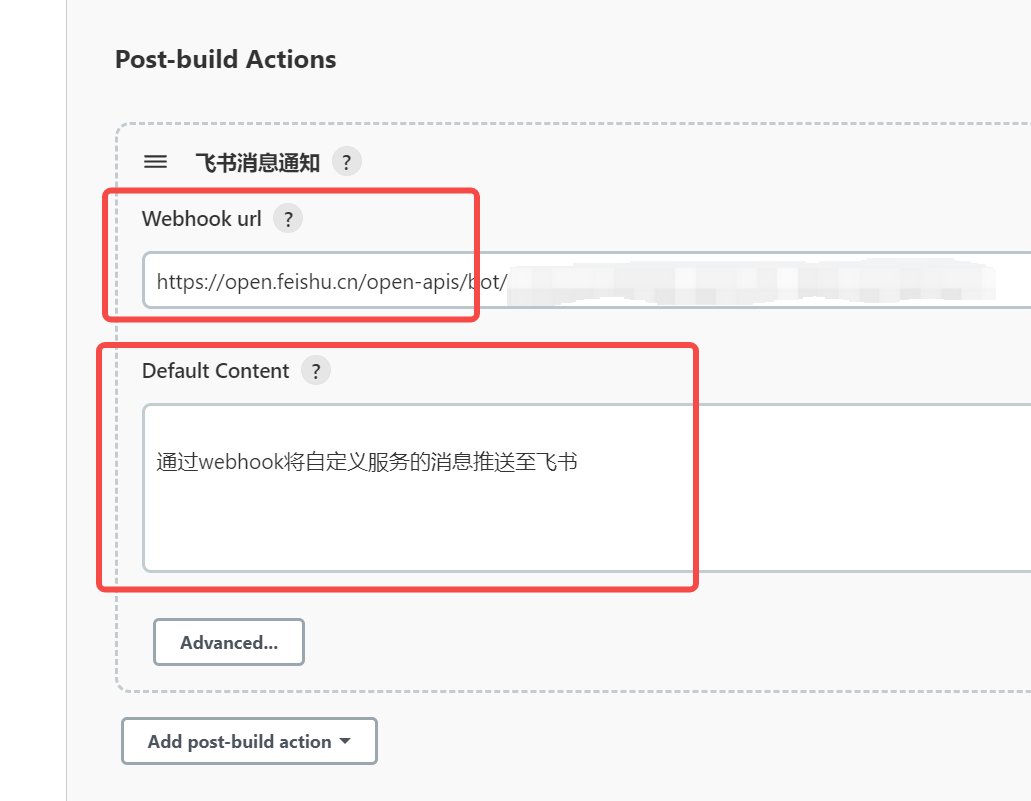 Post-build Actions
飞书消息通知 ?
Webhook url ?
https://open.feishu.cn/open-apis/bot/
Default Content ?
通过webhook将自定义服务的消息推送至飞书
Advanced...
Add post-build action